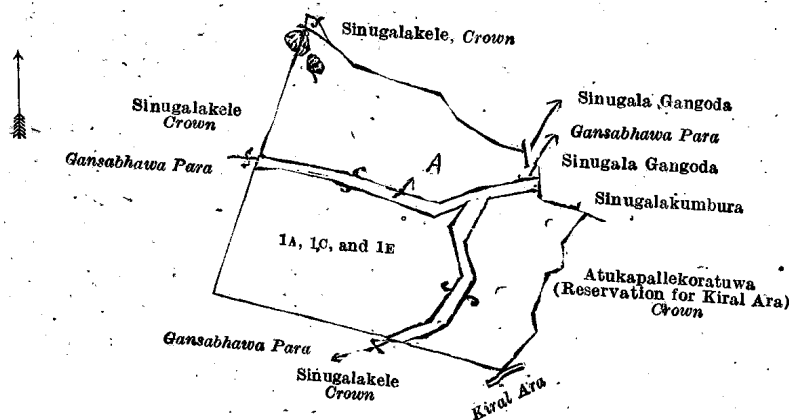 Sinugalakele, Crown
Sinugala Gangoda
Sinugalakele
Crown
Gansabhawa Para
Gansabhawa Para
A
Sinugala Gangoda
Sinugalakumbura
1A, 1C, and 1E
Atukapallekoratuwa
(Reservation for Kiral Ara)
Crown
Gansabhawa Para
Sinugalakele
Crown
Kiral Ara